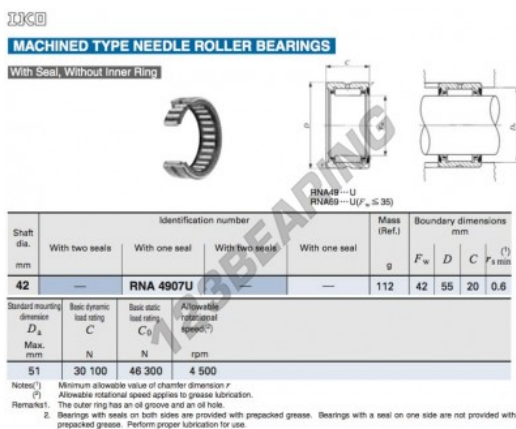 IKO
MACHINED TYPE NEEDLE ROLLER BEARINGS
With Seal, Without Inner Ring
C
D
Fw
Da
RNA49···U
RNA69···U(Fw ≦ 35)
123BEARING
Shaft dia. mm
Identification number
With two seals
With one seal
With two seals
With one seal
Mass (Ref.) g
Boundary dimensions mm
Fw D C rs min (1)
42 — RNA 4907U — — 112 42 55 20 0.6
Standard mounting dimension Da Max. mm
Basic dynamic load rating C N
Basic static load rating C0 N
Allowable rotational speed(2) rpm
51 30 100 46 300 4 500
Notes(1) Minimum allowable value of chamfer dimension r
(2) Allowable rotational speed applies to grease lubrication.
Remarks1. The outer ring has an oil groove and an oil hole.
2. Bearings with seals on both sides are provided with prepacked grease. Bearings with a seal on one side are not provided with
prepacked grease. Perform proper lubrication for use.